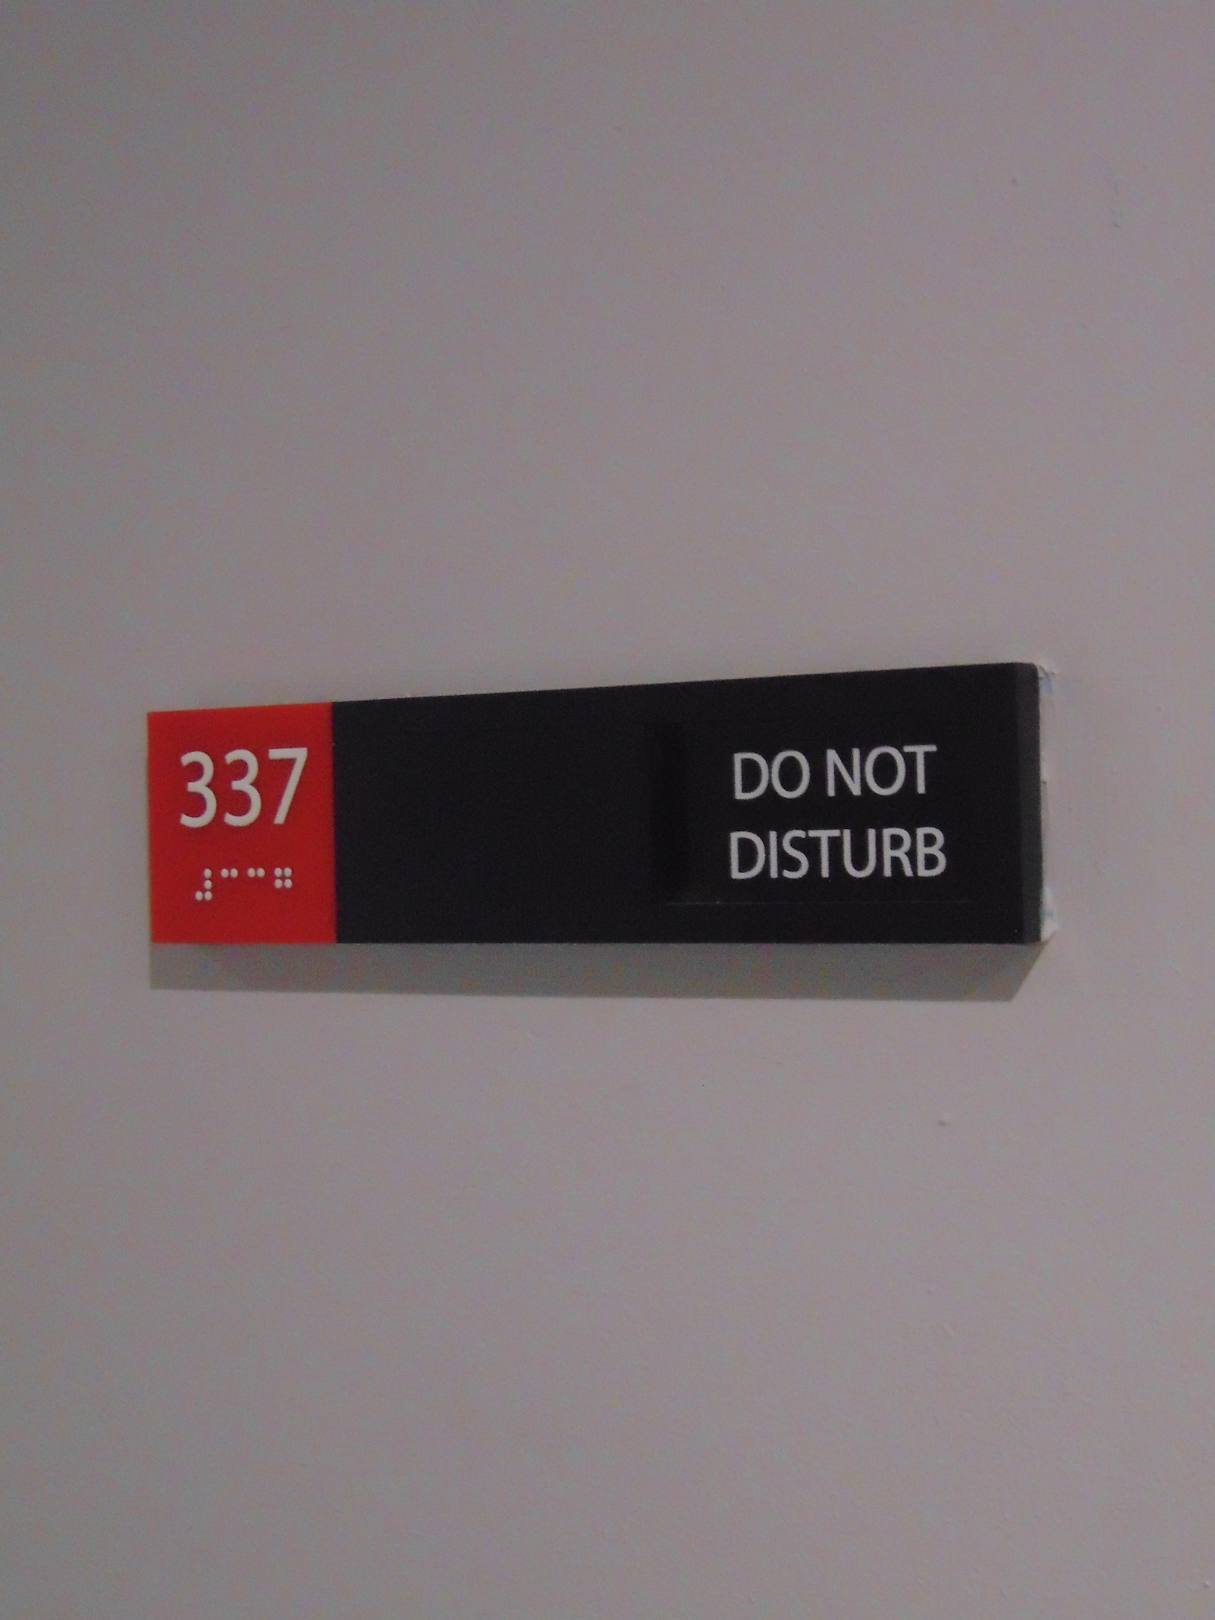 337
⠼⠉⠉⠛
DO NOT
DISTURB